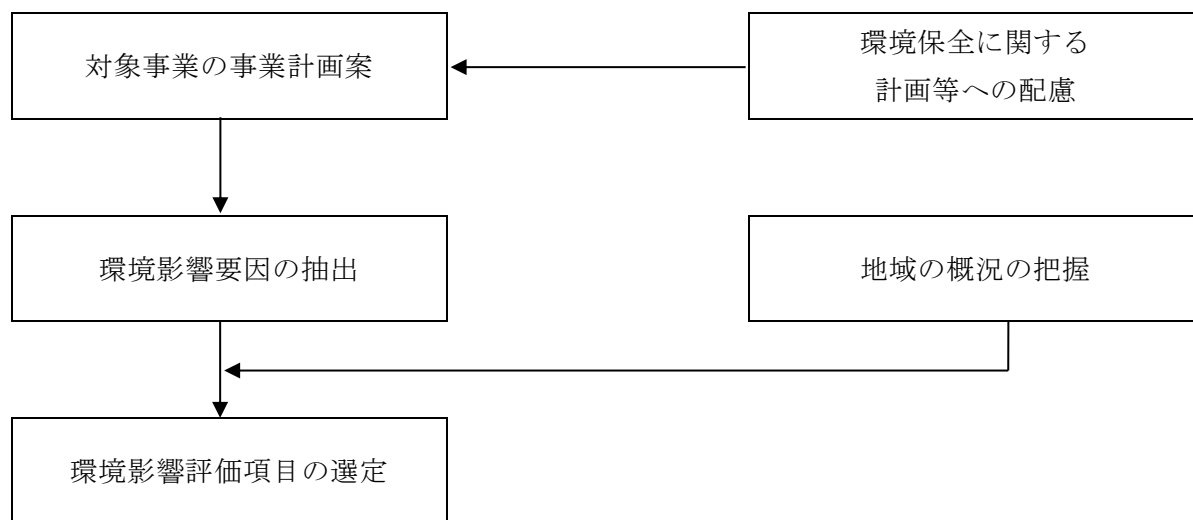 対象事業の事業計画案
環境保全に関する
計画等への配慮
環境影響要因の抽出
地域の概況の把握
環境影響評価項目の選定